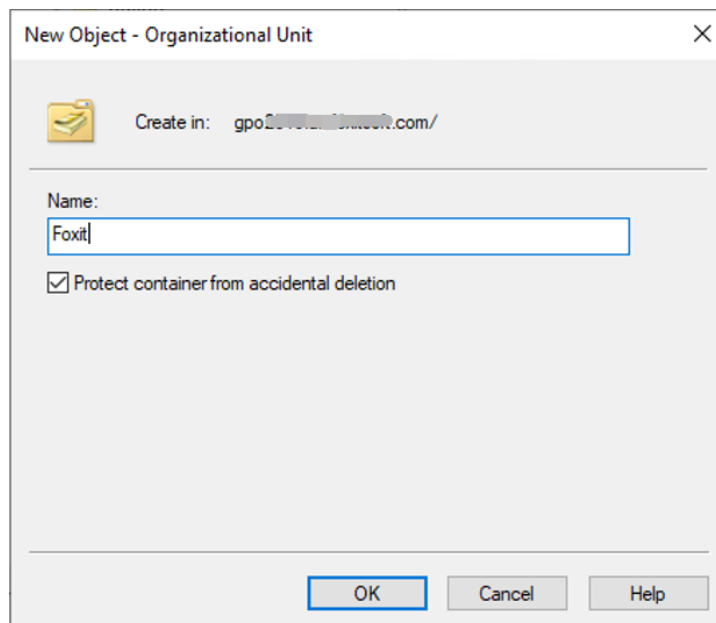 New Object - Organizational Unit
Create in:
Name:
Foxit
Protect container from accidental deletion
OK Cancel Help